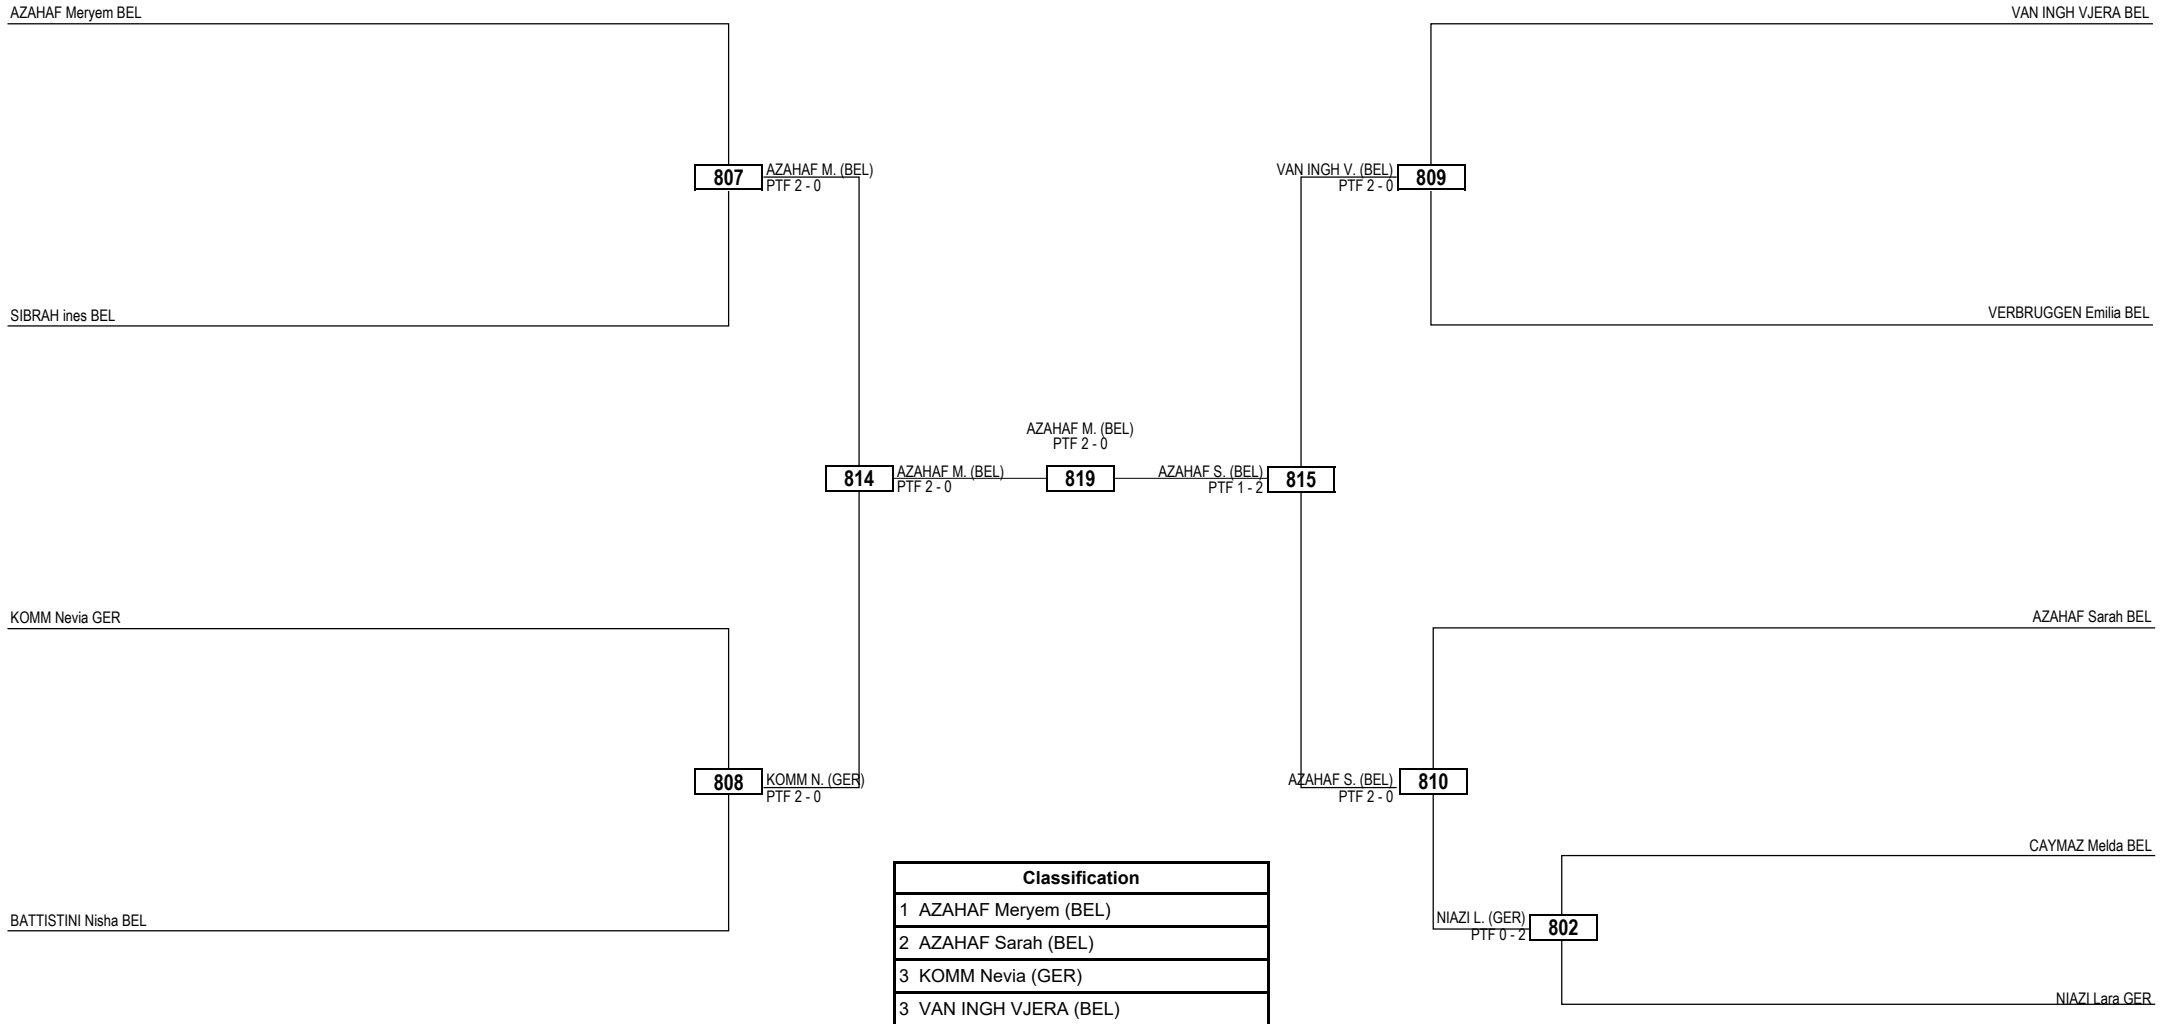 AZAHAF Meryem BEL
VAN INGH VJERA BEL
807
AZAHAF M. (BEL)
PTF 2 - 0
VAN INGH V. (BEL)
PTF 2 - 0
809
SIBRAH ines BEL
VERBRUGGEN Emilia BEL
AZAHAF M. (BEL)
PTF 2 - 0
814
AZAHAF M. (BEL)
PTF 2 - 0
819
AZAHAF S. (BEL)
PTF 1 - 2
815
KOMM Nevia GER
AZAHAF Sarah BEL
808
KOMM N. (GER)
PTF 2 - 0
AZAHAF S. (BEL)
PTF 2 - 0
810
CAYMAZ Melda BEL
BATTISTINI Nisha BEL
NIAZI L. (GER)
PTF 0 - 2
802
NIAZI Lara GER
Classification
1 AZAHAF Meryem (BEL)
2 AZAHAF Sarah (BEL)
3 KOMM Nevia (GER)
3 VAN INGH VJERA (BEL)